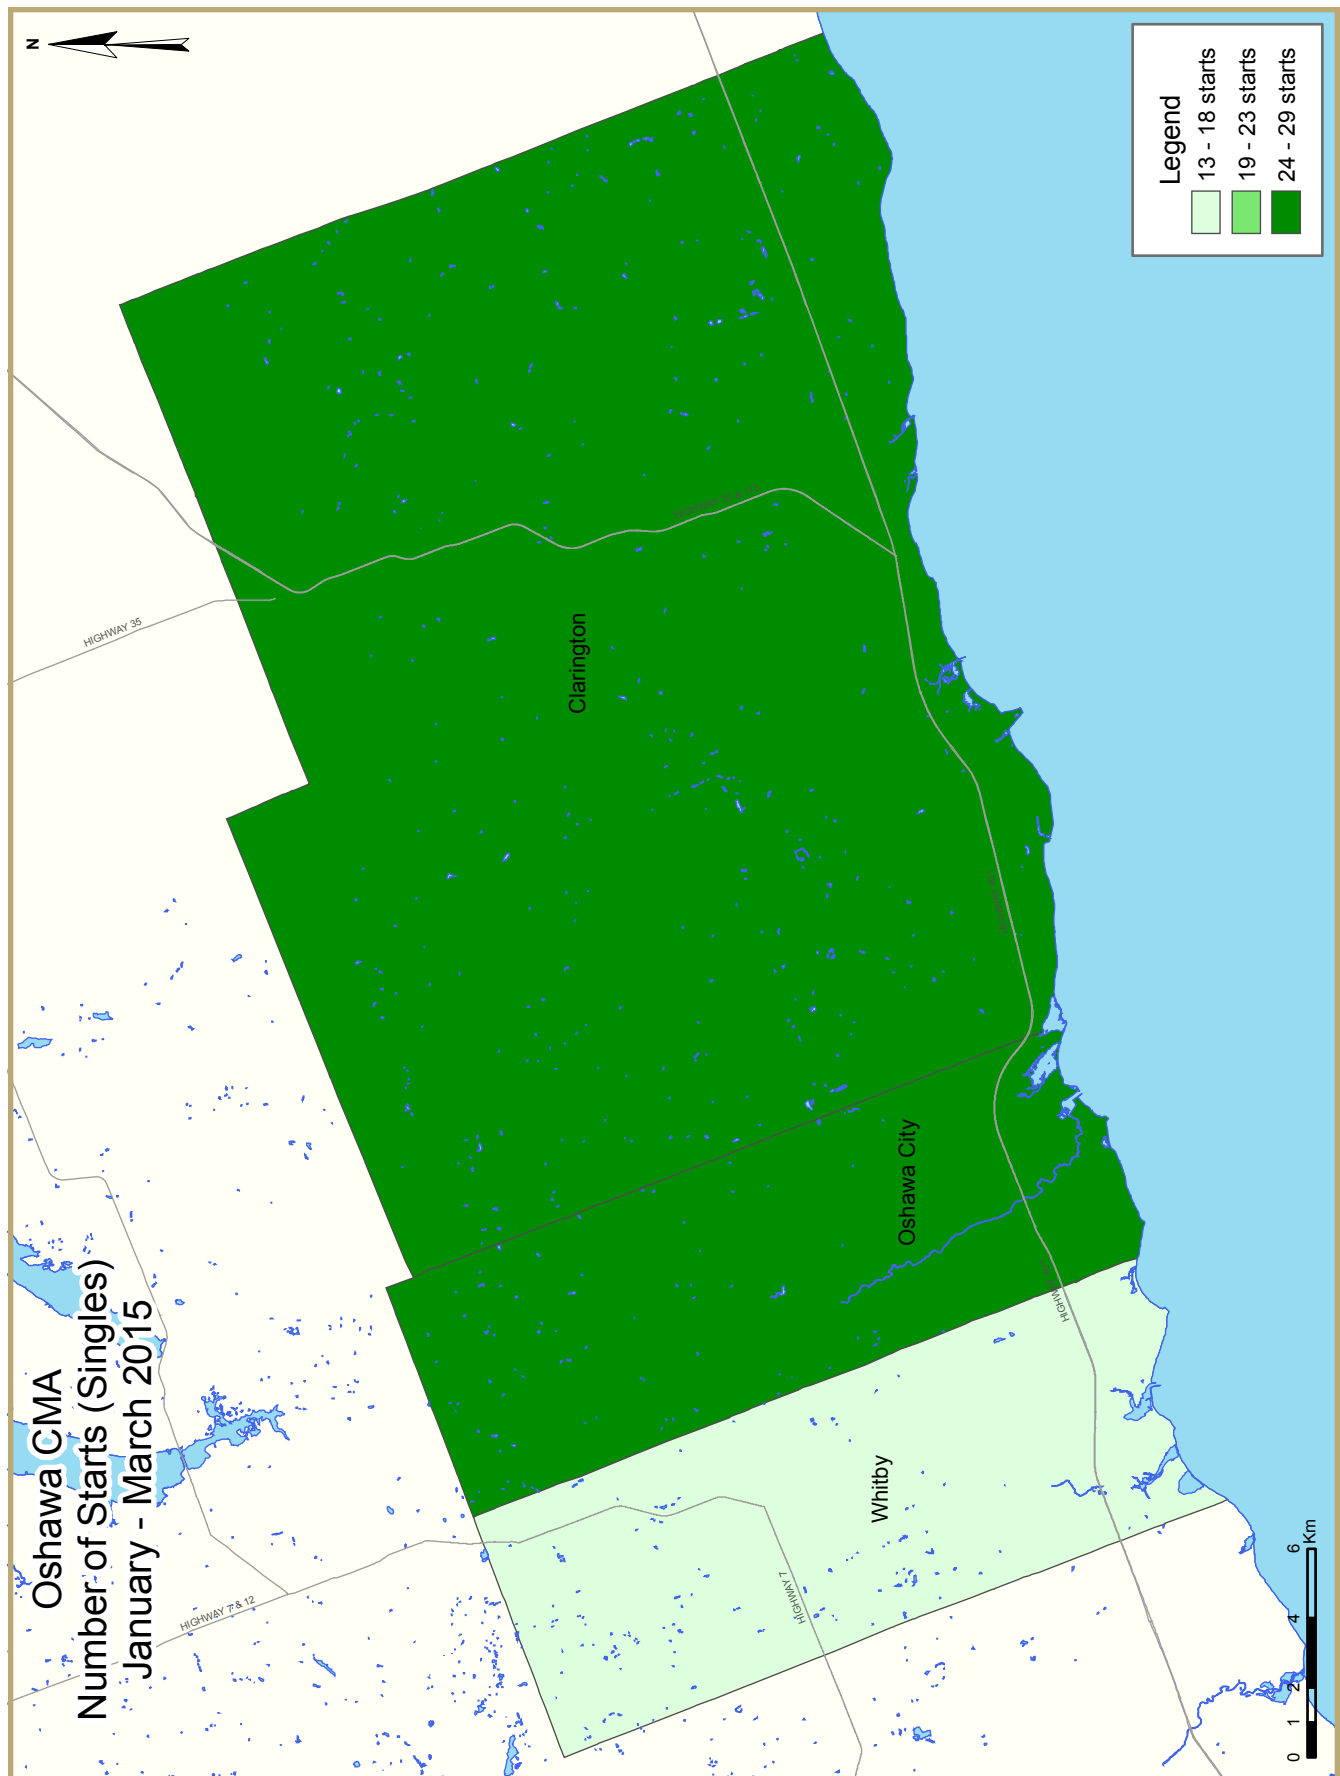 Oshawa CMA
Number of Starts (Singles)
January - March 2015
N
HIGHWAY 7 & 12
HIGHWAY 35
HIGHWAY 7
Clarington
Oshawa City
Whitby
Legend
13 - 18 starts
19 - 23 starts
24 - 29 starts
0 1 2 4 6
Km